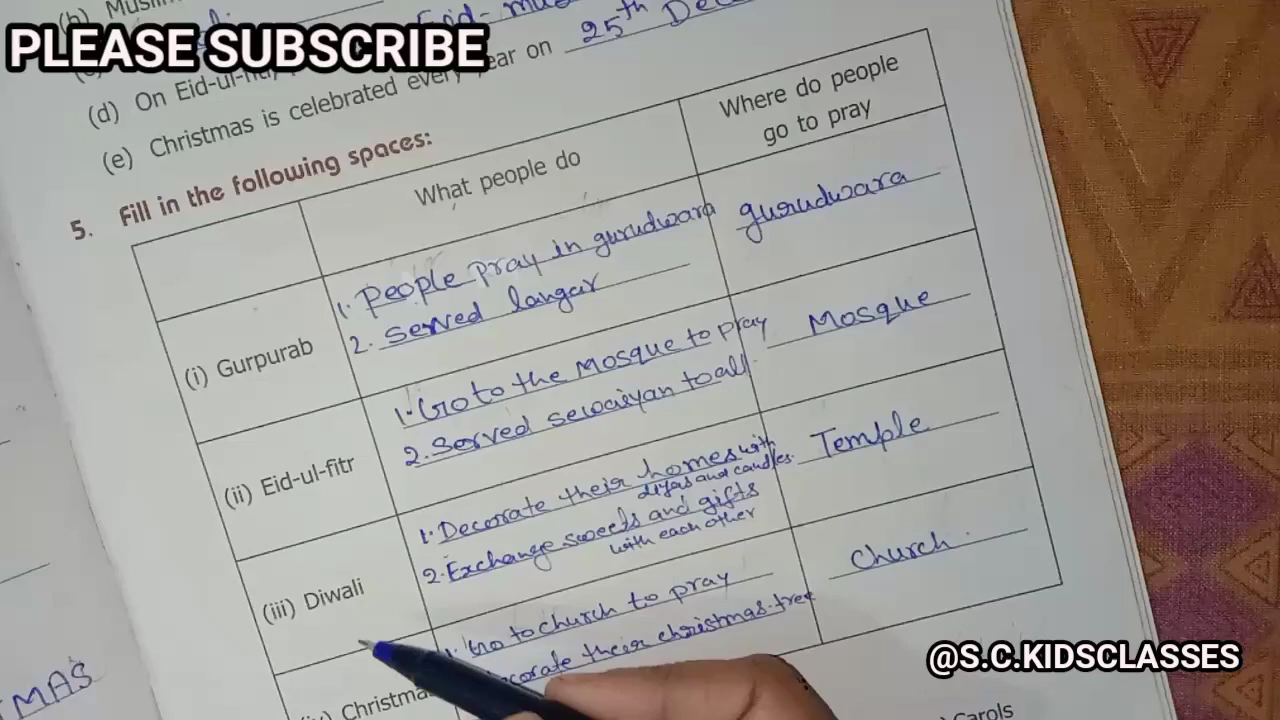 (b) Muslim
PLEASE SUBSCRIBE
(d) On Eid-ul-fitr
25th Dec
(e) Christmas is celebrated every year on
5. Fill in the following spaces:
What people do
Where do people
go to pray
(i) Gurpurab
1. People pray in gurudwara
2. Served langar
gurudwara
(ii) Eid-ul-fitr
1. Go to the Mosque to pray
2. Served sewaiyan to all.
Mosque
(iii) Diwali
1. Decorate their homes with
diyas and candles.
2. Exchange sweets and gifts
with each other
Temple
Christmas
1. Go to church to pray
their christmas tree
Church.
@S.C.KIDSCLASSES
Carols
MAS